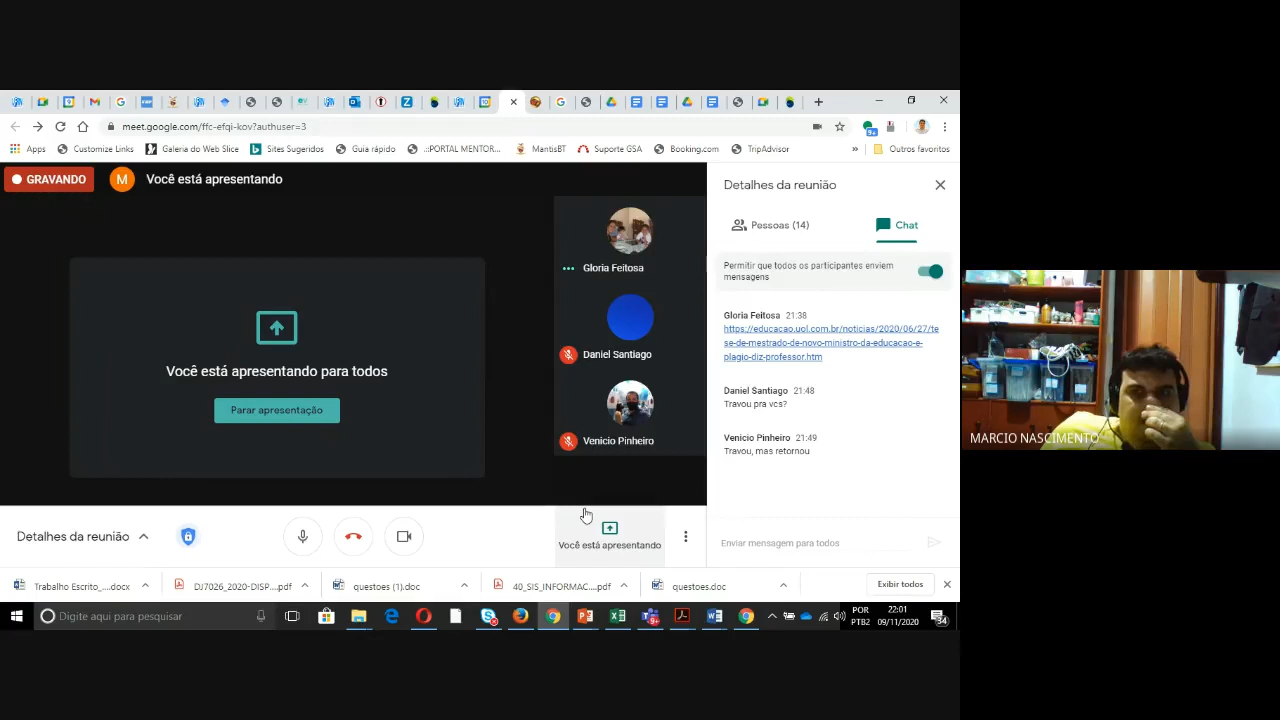 meet.google.com/ffc-efqi-kov?authuser=3
Apps Customize Links Galeria do Web Slice Sites Sugeridos Guia rápido .::PORTAL MENTOR... MantisBT Suporte GSA Booking.com TripAdvisor » Outros favoritos
GRAVANDO M Você está apresentando
Detalhes da reunião
Pessoas (14) Chat
Permitir que todos os participantes enviem
mensagens
Gloria Feitosa
Daniel Santiago
Venicio Pinheiro
Você está apresentando para todos
Parar apresentação
Gloria Feitosa 21:38
https://educacao.uol.com.br/noticias/2020/06/27/te
se-de-mestrado-de-novo-ministro-da-educacao-e-
plagio-diz-professor.htm
Daniel Santiago 21:48
Travou pra vcs?
Venicio Pinheiro 21:49
Travou, mas retornou
MARCIO NASCIMENTO
Detalhes da reunião
Você está apresentando
Enviar mensagem para todos
Trabalho Escrito_....docx DJ7026_2020-DISP....pdf questoes (1).doc 40_SIS_INFORMAC....pdf questoes.doc Exibir todos
Digite aqui para pesquisar
POR
PTB2
22:01
09/11/2020
34